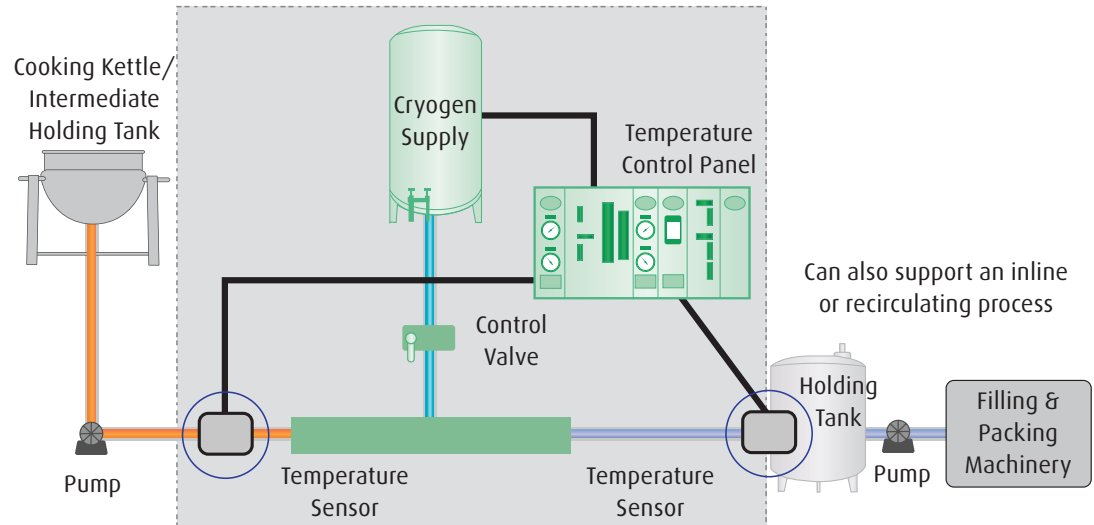 Cooking Kettle/
Intermediate
Holding Tank
Cryogen
Supply
Temperature
Control Panel
Can also support an inline
or recirculating process
Control
Valve
Holding
Tank
Filling &
Packing
Machinery
Pump
Temperature
Sensor
Temperature
Sensor
Pump